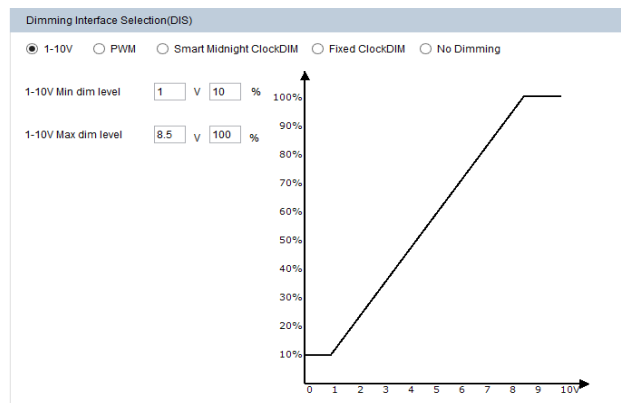 Dimming Interface Selection(DIS)
1-10V PWM Smart Midnight ClockDIM Fixed ClockDIM No Dimming
1-10V Min dim level 1 V 10 %
1-10V Max dim level 8.5 V 100 %
100%
90%
80%
70%
60%
50%
40%
30%
20%
10%
0 1 2 3 4 5 6 7 8 9 10V